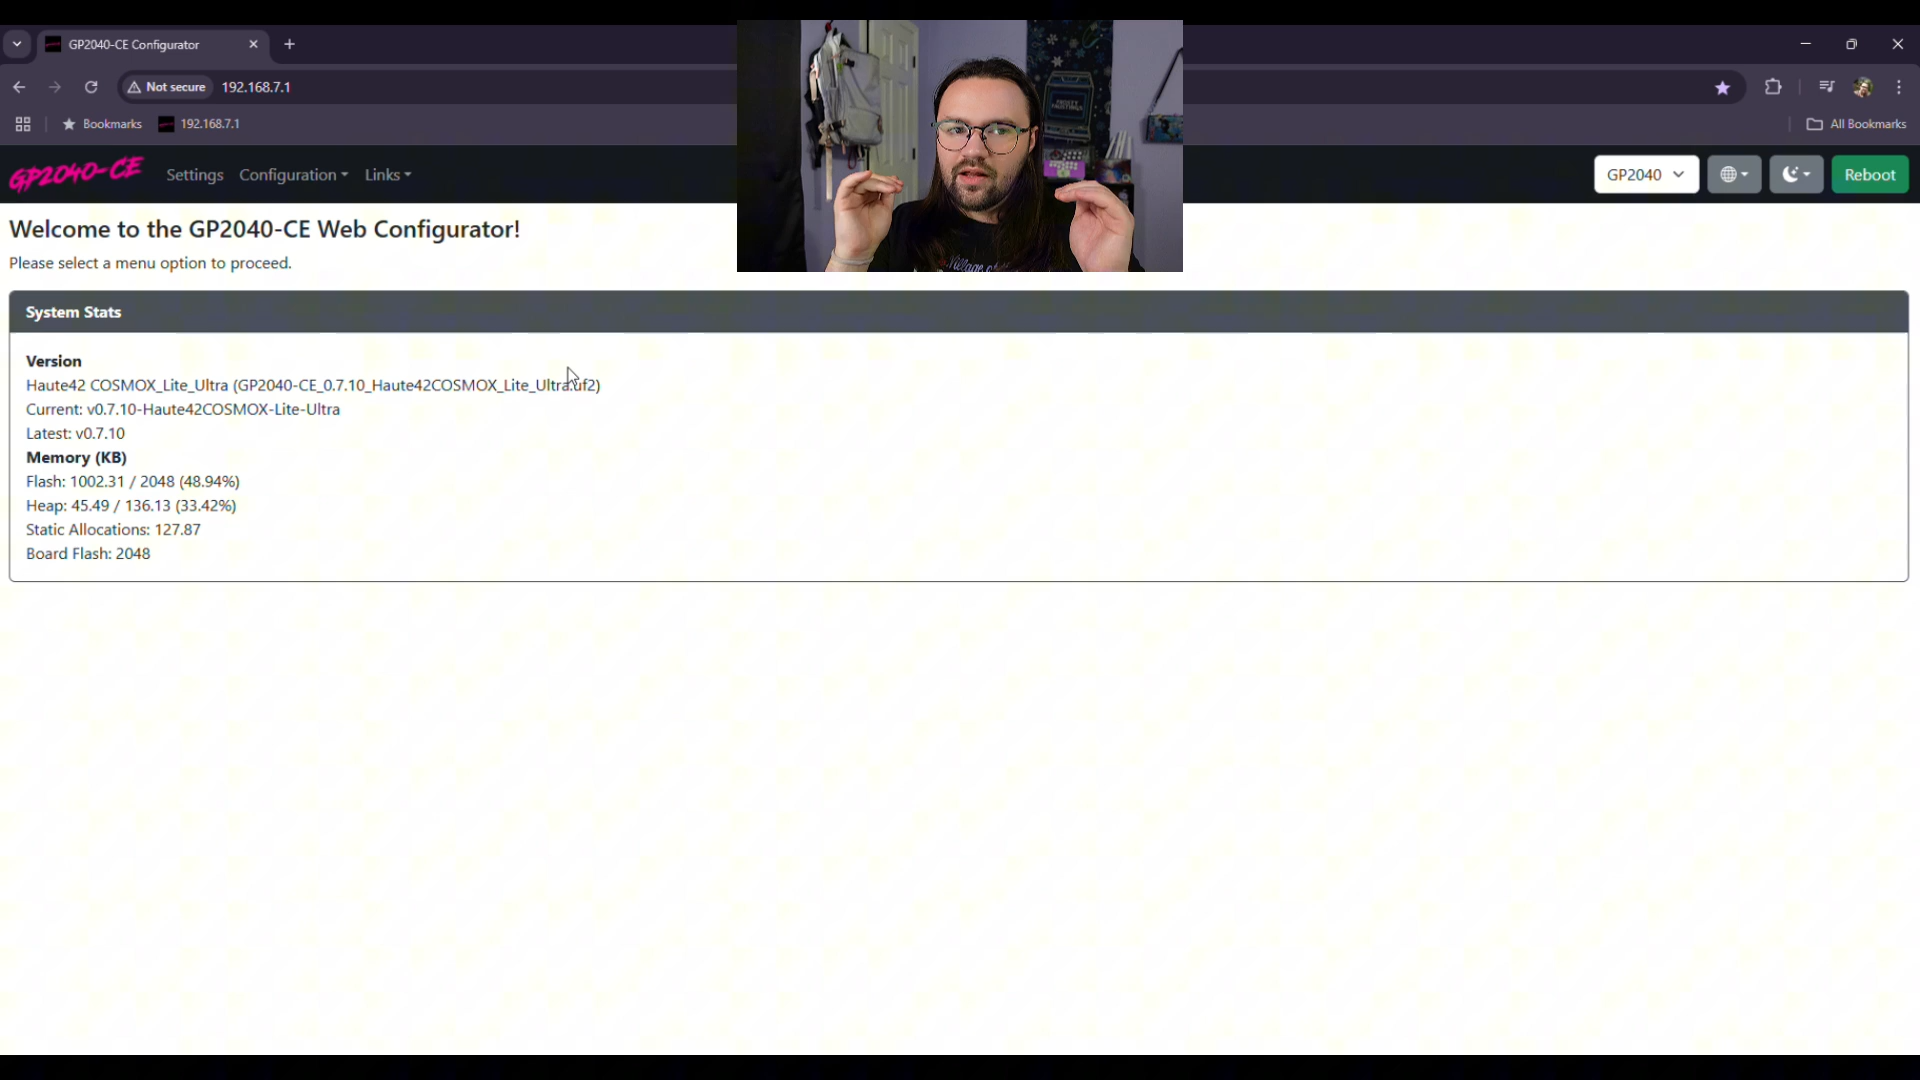 GP2040-CE Configurator
Not secure 192.168.7.1
Bookmarks 192.168.7.1 All Bookmarks
GP2040-CE Settings Configuration Links GP2040 Reboot
Welcome to the GP2040-CE Web Configurator!
Please select a menu option to proceed.
System Stats
Version
Haute42 COSMOX_Lite_Ultra (GP2040-CE_0.7.10_Haute42COSMOX_Lite_Ultra.uf2)
Current: v0.7.10-Haute42COSMOX-Lite-Ultra
Latest: v0.7.10
Memory (KB)
Flash: 1002.31 / 2048 (48.94%)
Heap: 45.49 / 136.13 (33.42%)
Static Allocations: 127.87
Board Flash: 2048
Village